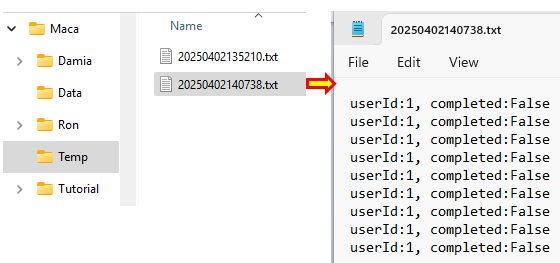 Maca
Damia
Data
Ron
Temp
Tutorial
Name
20250402135210.txt
20250402140738.txt
20250402140738.txt
File Edit View
userId:1, completed:False
userId:1, completed:False
userId:1, completed:False
userId:1, completed:False
userId:1, completed:False
userId:1, completed:False
userId:1, completed:False
userId:1, completed:False
userId:1, completed:False